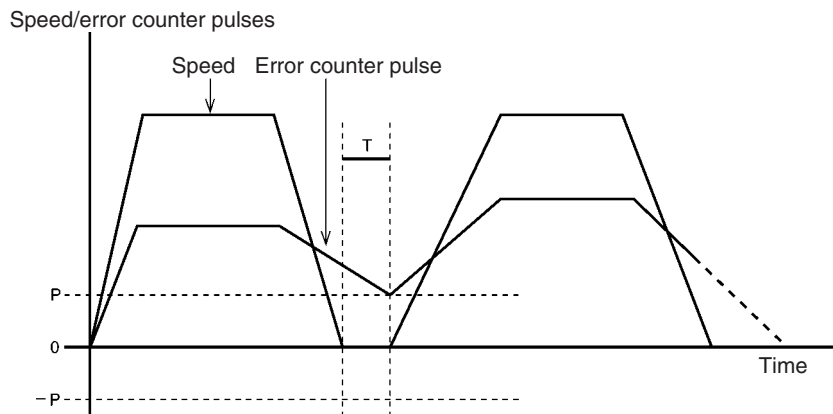 Speed/error counter pulses
Speed Error counter pulse
T
P
0
Time
−P